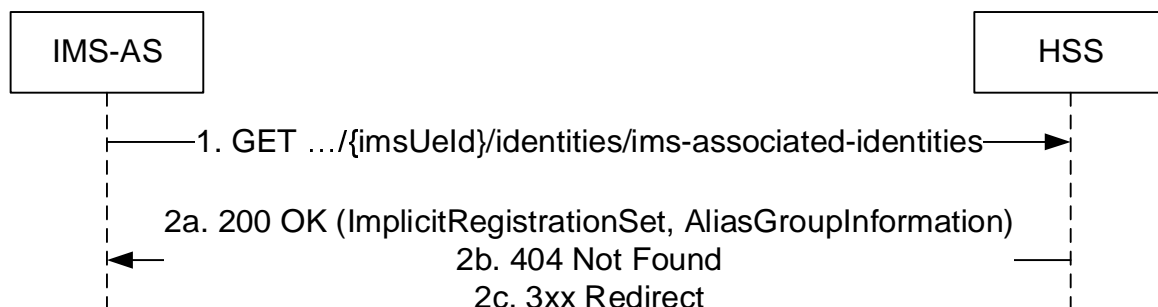 IMS-AS
HSS
1. GET …/{imsUeId}/identities/ims-associated-identities
2a. 200 OK (ImplicitRegistrationSet, AliasGroupInformation)
2b. 404 Not Found
2c. 3xx Redirect